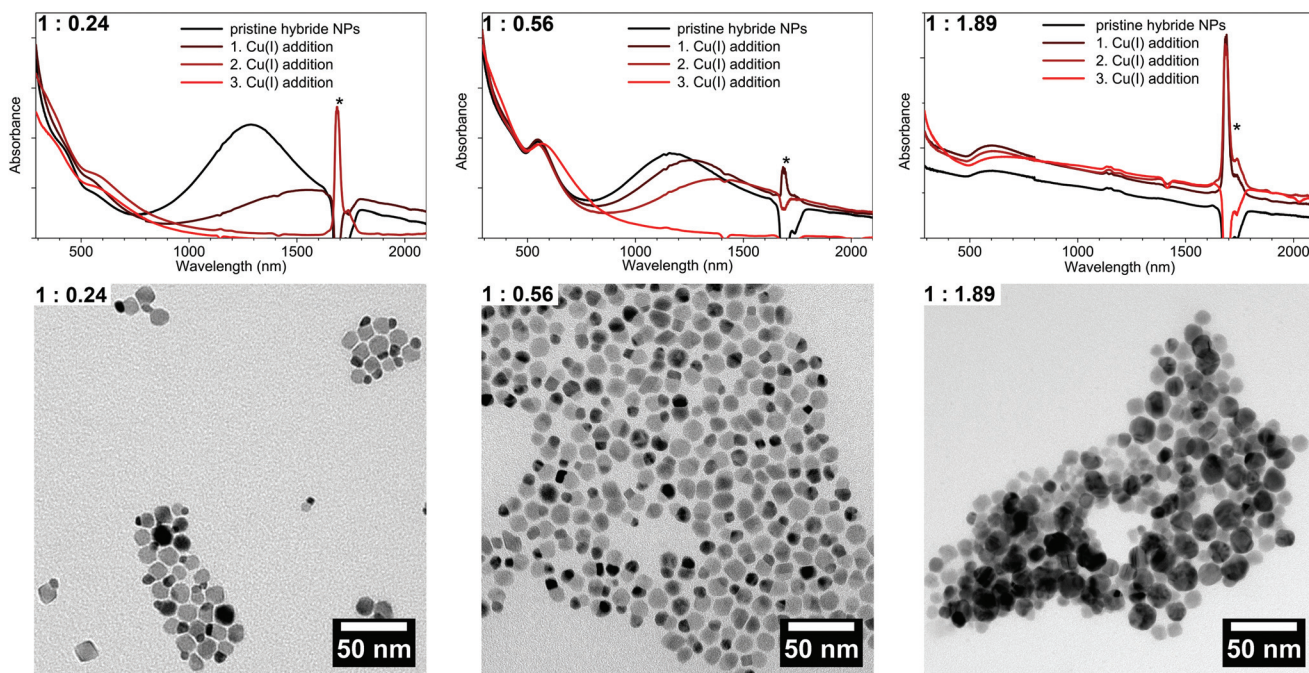 1 : 0.24
pristine hybride NPs
1. Cu(I) addition
2. Cu(I) addition
3. Cu(I) addition
*
Absorbance
500 1000 1500 2000
Wavelength (nm)
1 : 0.56
pristine hybride NPs
1. Cu(I) addition
2. Cu(I) addition
3. Cu(I) addition
*
Absorbance
500 1000 1500 2000
Wavelength (nm)
1 : 1.89
pristine hybride NPs
1. Cu(I) addition
2. Cu(I) addition
3. Cu(I) addition
*
Absorbance
500 1000 1500 2000
Wavelength (nm)
1 : 0.24
50 nm
1 : 0.56
50 nm
1 : 1.89
50 nm